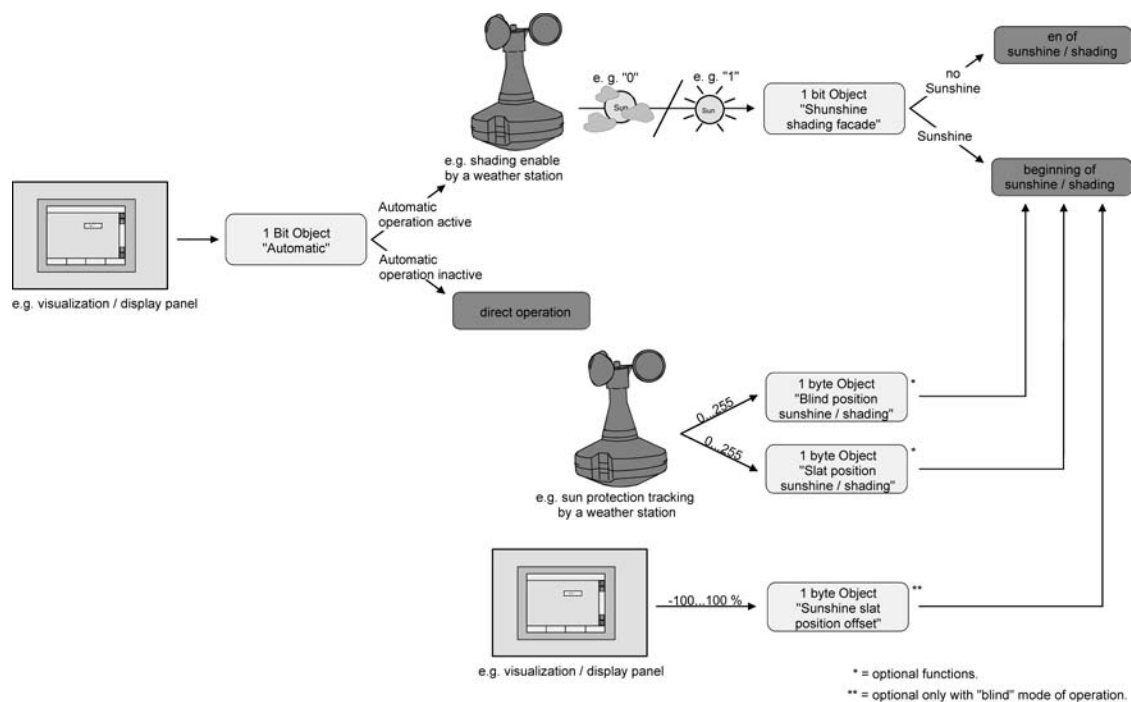 en of
sunshine / shading
e. g. "0"
e. g. "1"
no
Sunshine
Sun
Sun
1 bit Object
"Shunshine
shading facade"
Sunshine
e.g. shading enable
by a weather station
beginning of
sunshine / shading
Automatic
operation active
1 Bit Object
"Automatic"
Automatic
operation inactive
e.g. visualization / display panel
direct operation
1 byte Object
"Blind position
sunshine / shading"
*
0...255
0...255
1 byte Object
"Slat position
sunshine / shading"
*
e.g. sun protection tracking
by a weather station
-100...100 %
1 byte Object
"Sunshine slat
position offset"
**
e.g. visualization / display panel
* = optional functions.
** = optional only with "blind" mode of operation.